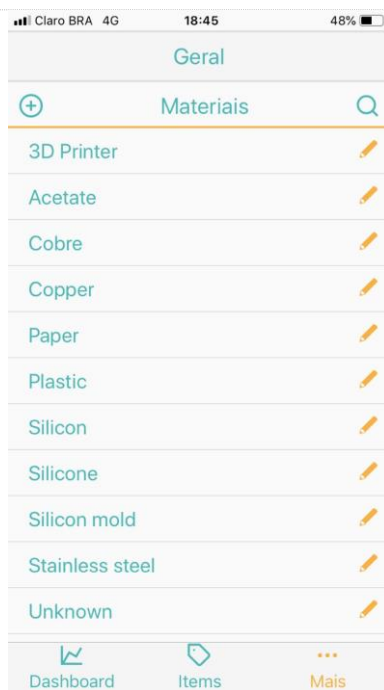 Claro BRA 4G 18:45 48%
Geral
Materiais
3D Printer
Acetate
Cobre
Copper
Paper
Plastic
Silicon
Silicone
Silicon mold
Stainless steel
Unknown
Dashboard Items Mais